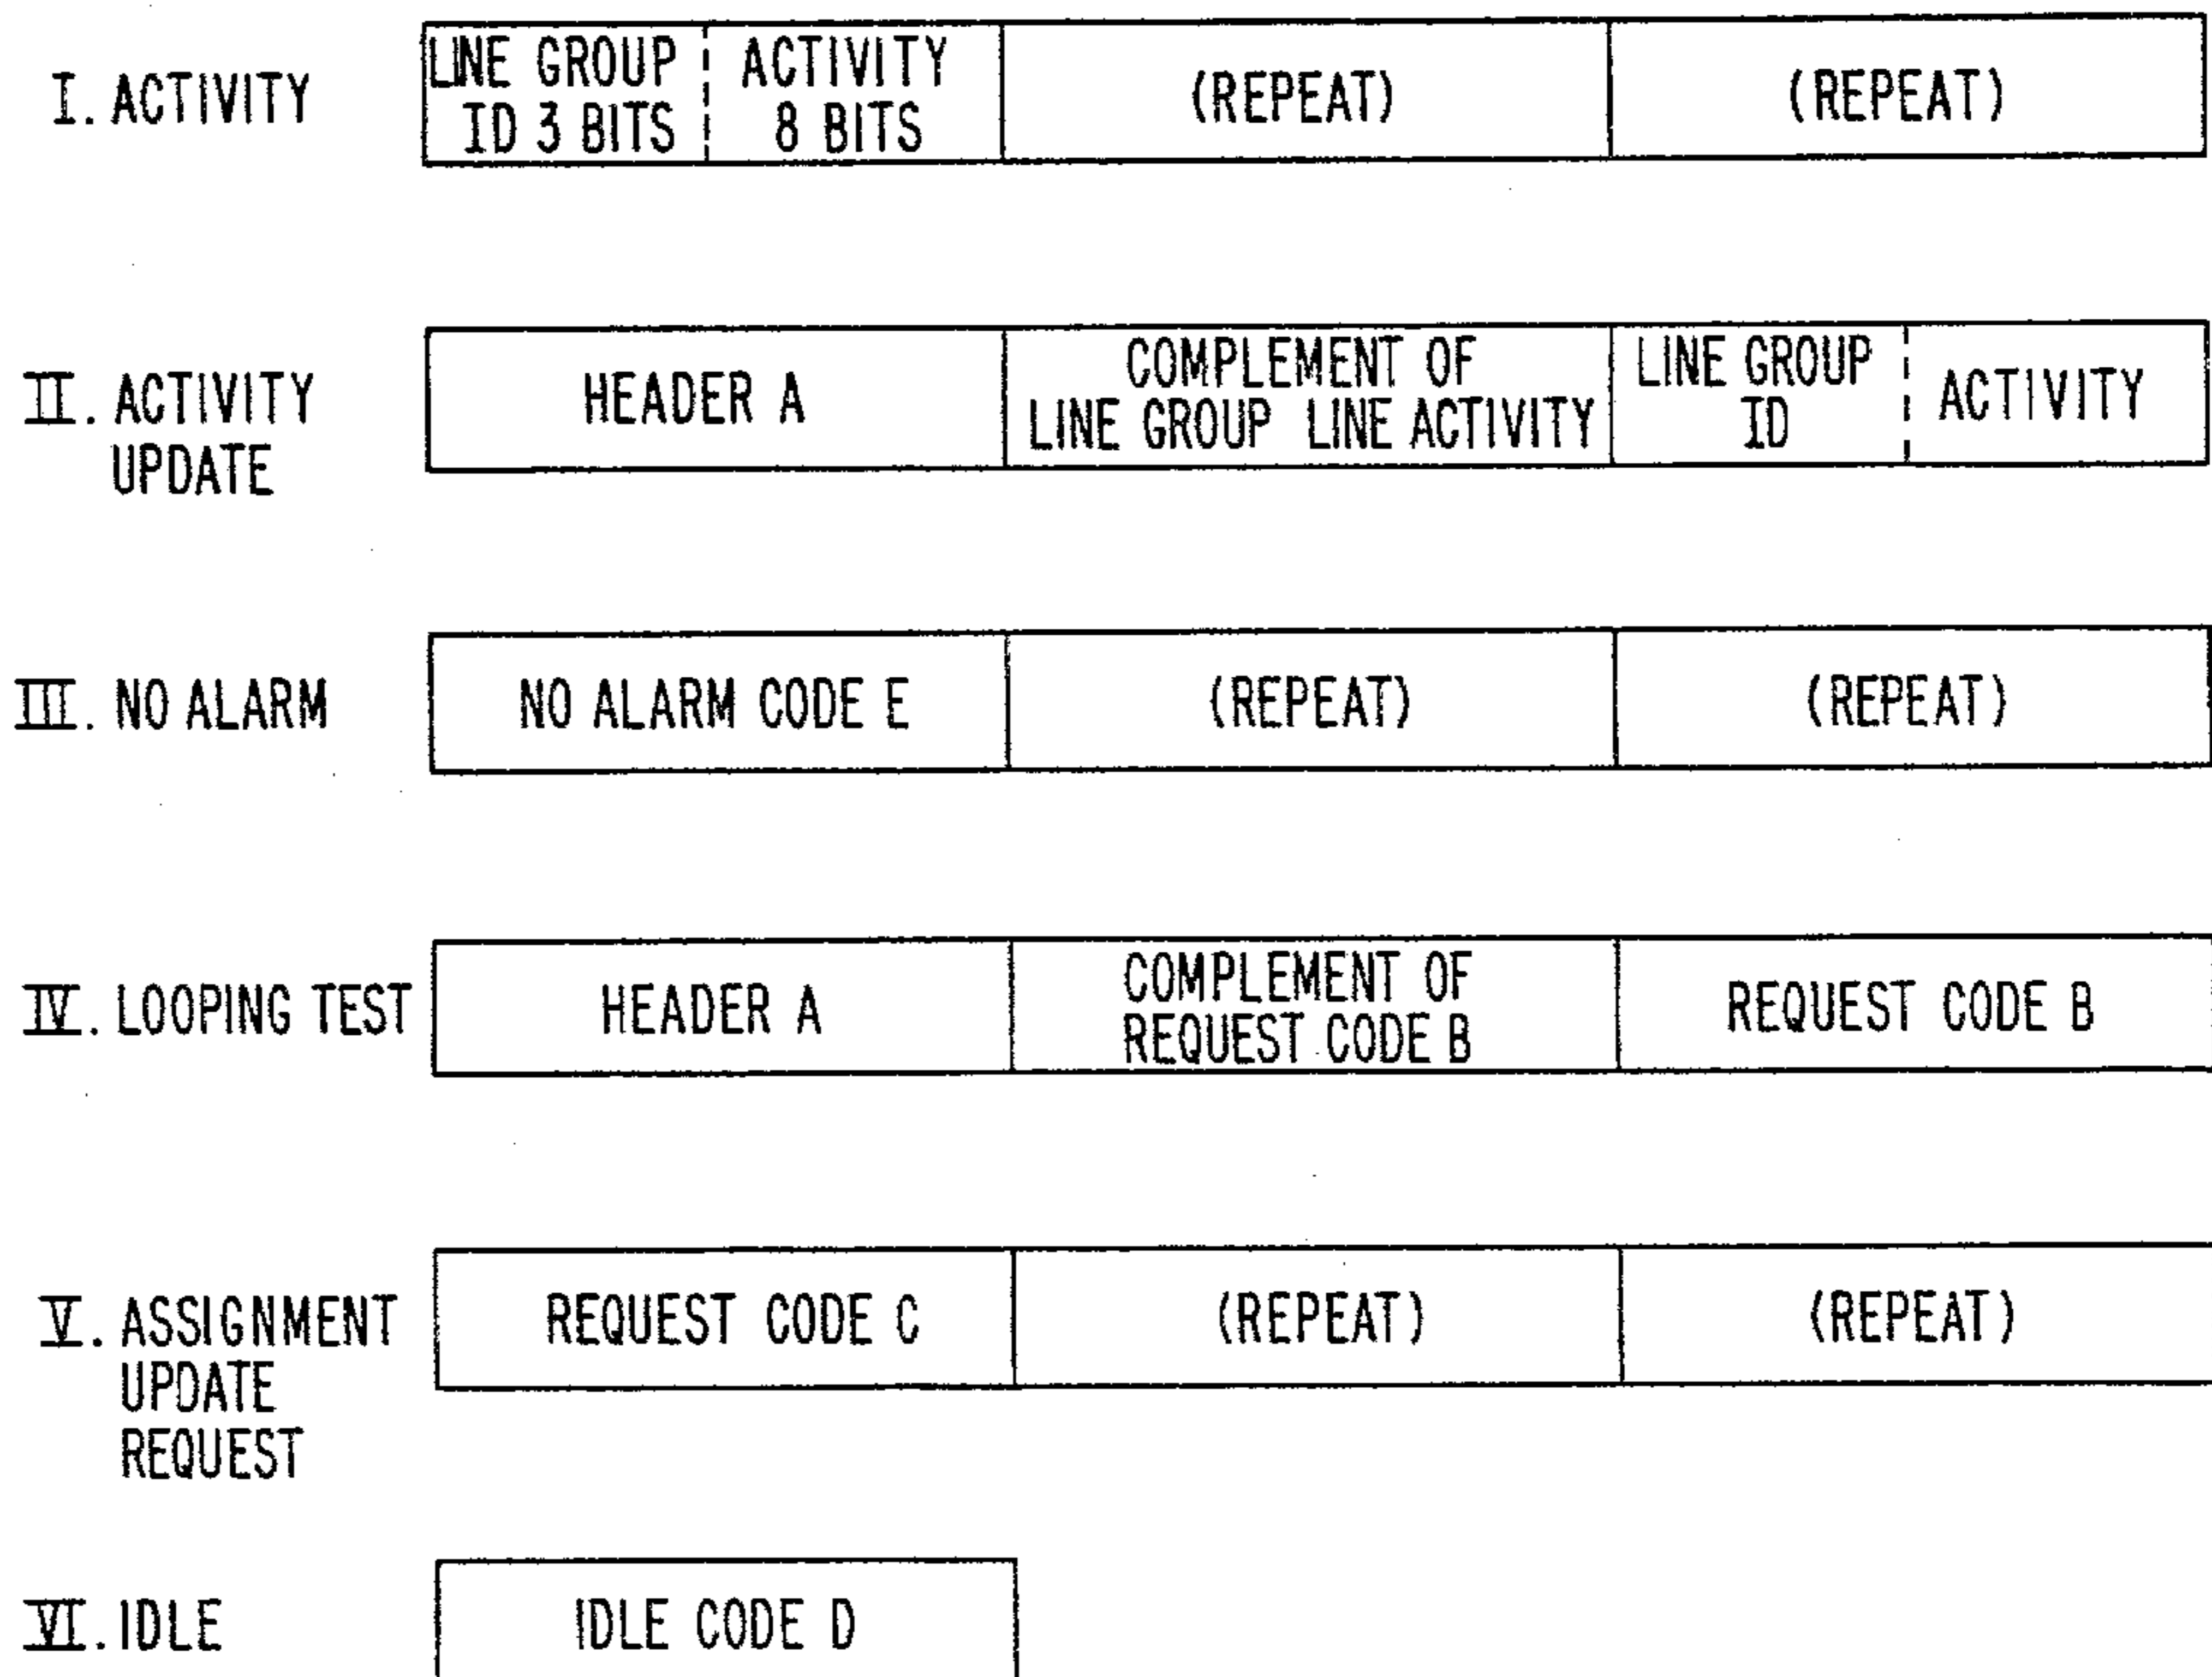 I. ACTIVITY
LINE GROUP ID 3 BITS
ACTIVITY 8 BITS
(REPEAT)
(REPEAT)
II. ACTIVITY UPDATE
HEADER A
COMPLEMENT OF LINE GROUP LINE ACTIVITY
LINE GROUP ID
ACTIVITY
III. NO ALARM
NO ALARM CODE E
(REPEAT)
(REPEAT)
IV. LOOPING TEST
HEADER A
COMPLEMENT OF REQUEST CODE B
REQUEST CODE B
V. ASSIGNMENT UPDATE REQUEST
REQUEST CODE C
(REPEAT)
(REPEAT)
VI. IDLE
IDLE CODE D